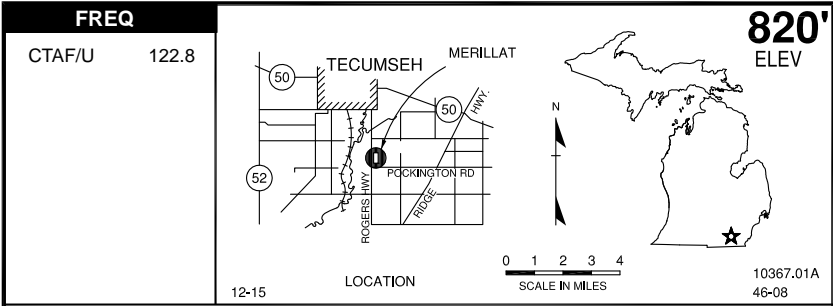 FREQ
CTAF/U 122.8
820'
ELEV
MERILLAT
TECUMSEH
50
50
HWY.
N
52
POCKINGTON RD
ROGERS HWY
RIDGE
0 1 2 3 4
SCALE IN MILES
LOCATION
12-15
10367.01A
46-08